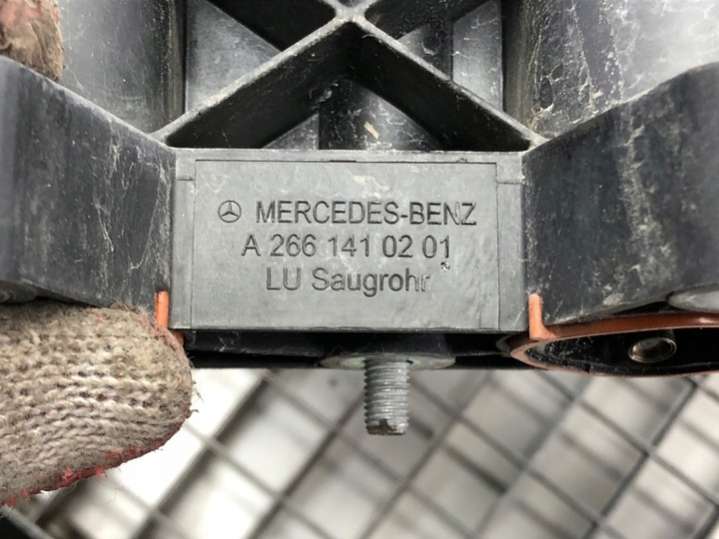 MERCEDES-BENZ
A 266 141 02 01
LU Saugrohr